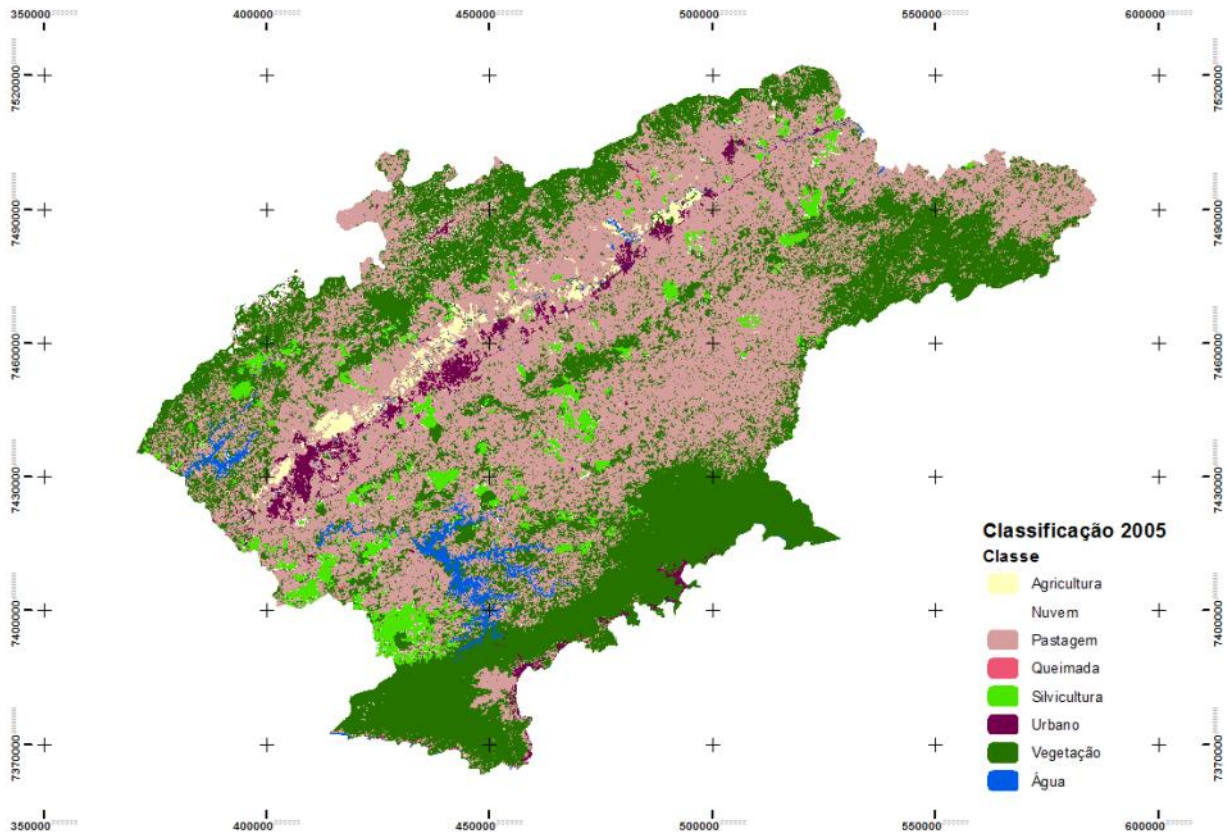 350000 400000 450000 500000 550000 600000
7520000 7520000
7490000 7490000
7460000 7460000
7430000 7430000
Classificação 2005
Classe
Agricultura
Nuvem
7400000 7400000
Pastagem
Queimada
Silvicultura
Urbano
Vegetação
7370000 7370000
Água
350000 400000 450000 500000 550000 600000